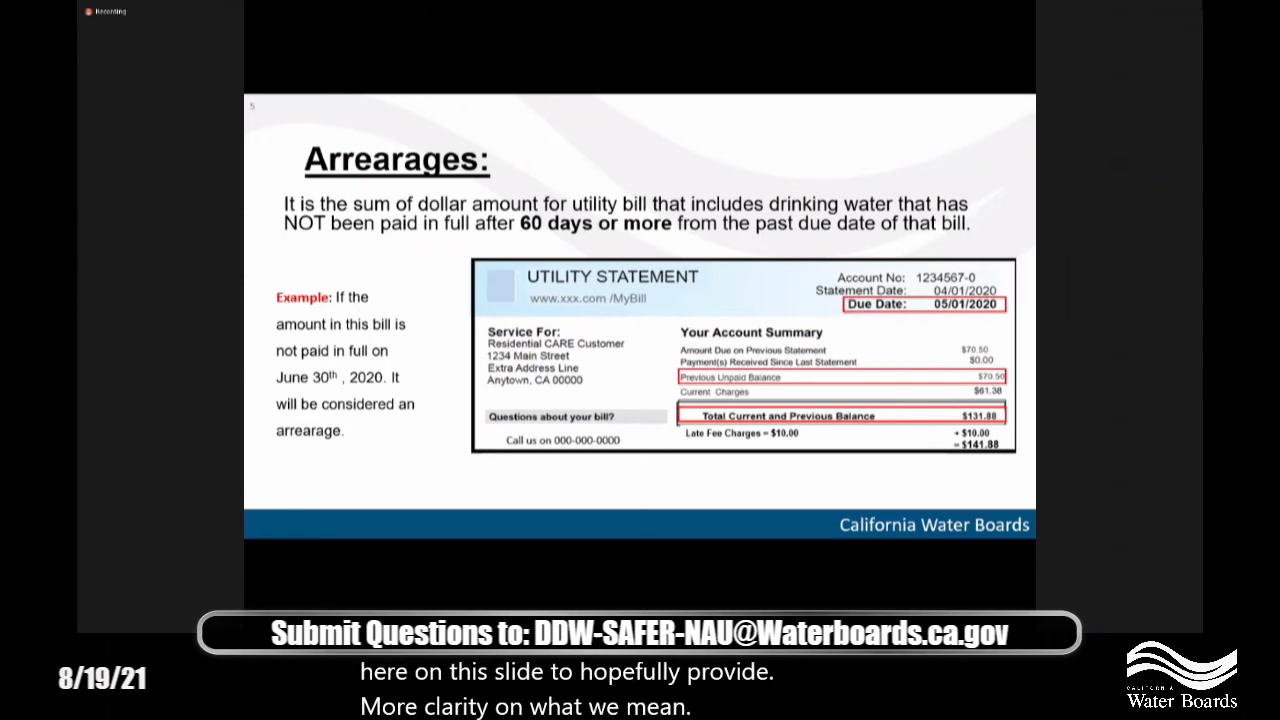 Recording
5
Arrearages:
It is the sum of dollar amount for utility bill that includes drinking water that has
NOT been paid in full after 60 days or more from the past due date of that bill.
Example: If the
amount in this bill is
not paid in full on
June 30th , 2020. It
will be considered an
arrearage.
UTILITY STATEMENT
www.xxx.com /MyBill
Account No: 1234567-0
Statement Date: 04/01/2020
Due Date: 05/01/2020
Service For:
Residential CARE Customer
1234 Main Street
Extra Address Line
Anytown, CA 00000
Questions about your bill?
Call us on 000-000-0000
Your Account Summary
Amount Due on Previous Statement $70.50
Payment(s) Received Since Last Statement $0.00
Previous Unpaid Balance $70.50
Current Charges $61.38
Total Current and Previous Balance $131.88
Late Fee Charges = $10.00 + $10.00
= $141.88
California Water Boards
Submit Questions to: DDW-SAFER-NAU@Waterboards.ca.gov
8/19/21
here on this slide to hopefully provide.
More clarity on what we mean.
CALIFORNIA
Water Boards